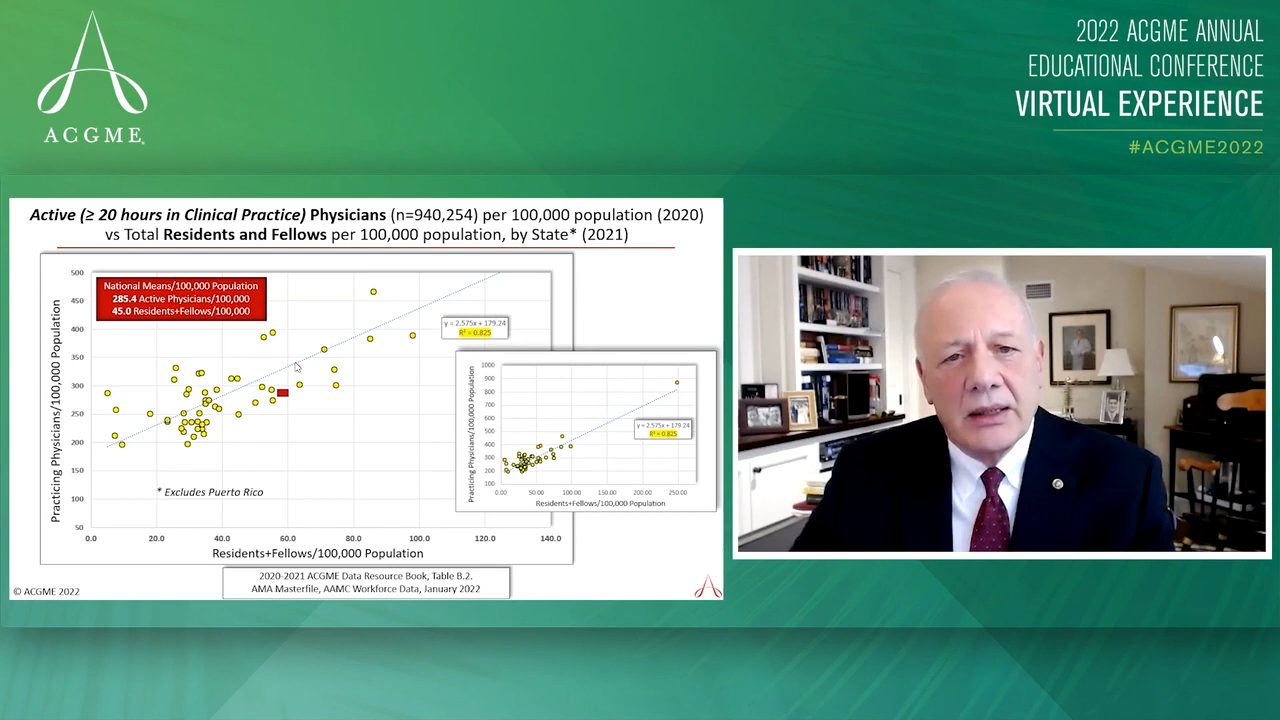 ACGME
2022 ACGME ANNUAL
EDUCATIONAL CONFERENCE
VIRTUAL EXPERIENCE
#ACGME2022
Active (≥ 20 hours in Clinical Practice) Physicians (n=940,254) per 100,000 population (2020)
vs Total Residents and Fellows per 100,000 population, by State* (2021)
National Means/100,000 Population
285.4 Active Physicians/100,000
45.0 Residents+Fellows/100,000
Practicing Physicians/100,000 Population
500
450
400
350
300
250
200
150
100
50
0.0 20.0 40.0 60.0 80.0 100.0 120.0 140.0
Residents+Fellows/100,000 Population
y = 2.575x + 179.24
R² = 0.825
* Excludes Puerto Rico
Practicing Physicians/100,000 Population
1000
900
800
700
600
500
400
300
200
100
0.00 50.00 100.00 150.00 200.00 250.00
Residents+Fellows/100,000 Population
y = 2.575x + 179.24
R² = 0.825
2020-2021 ACGME Data Resource Book, Table B.2.
AMA Masterfile, AAMC Workforce Data, January 2022
© ACGME 2022